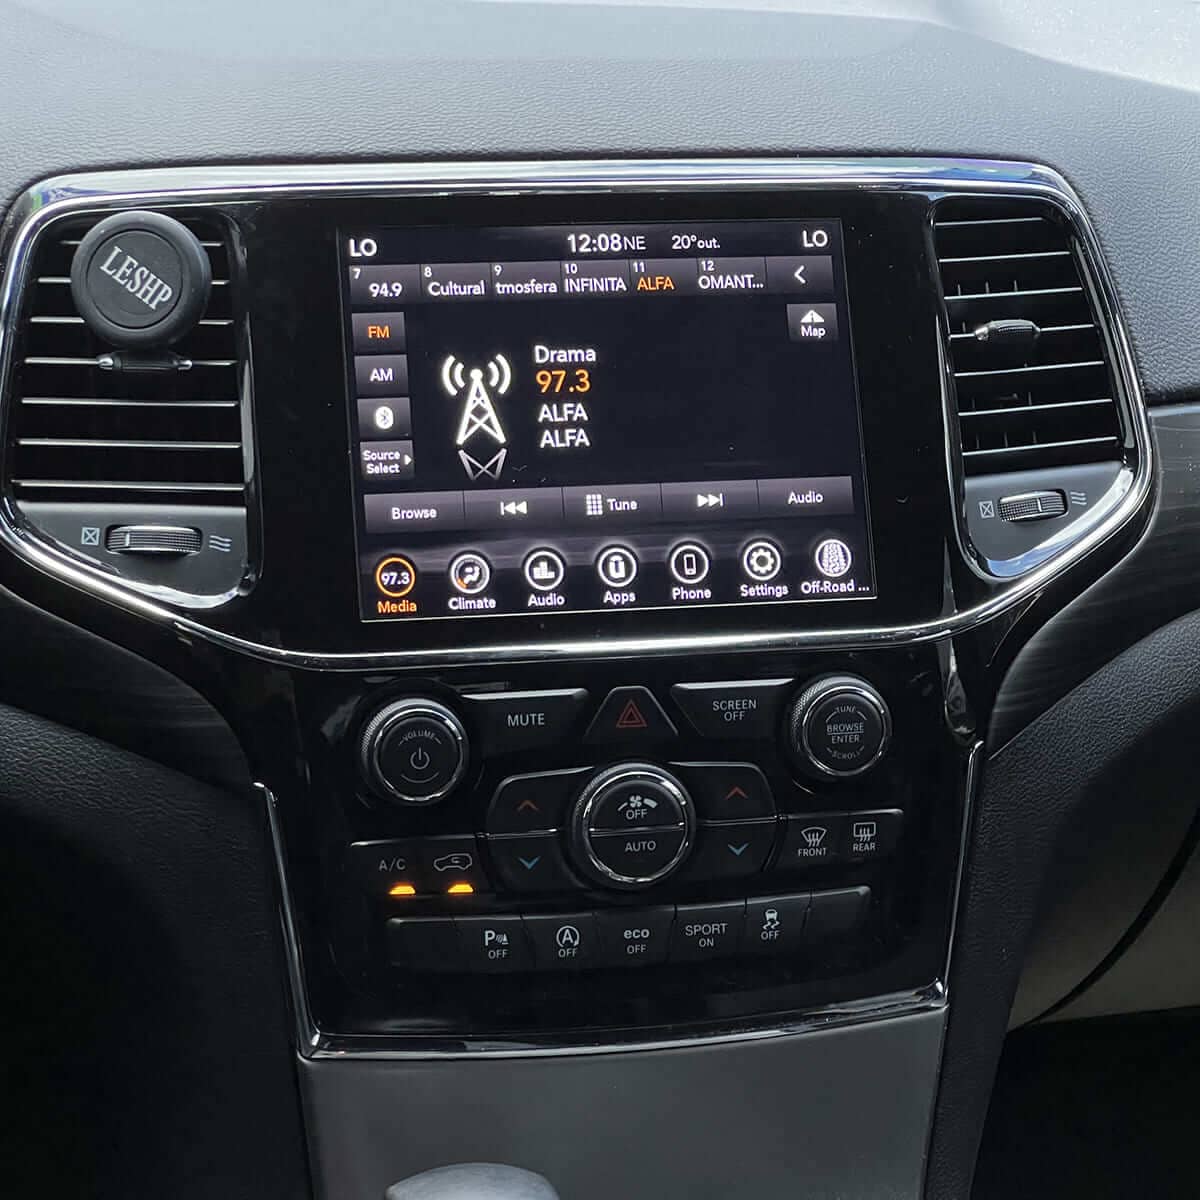 LESHP
LO 12:08NE 20°out. LO
7 94.9 8 Cultural 9 tmosfera 10 INFINITA 11 ALFA 12 OMANT...
FM
Map
AM
Drama
97.3
ALFA
ALFA
Source
Select
Browse Tune Audio
97.3
Media Climate Audio Apps Phone Settings Off-Road ...
VOLUME
MUTE
SCREEN
OFF
TUNE
BROWSE
ENTER
SCROLL
OFF
AUTO
A/C
FRONT REAR
P OFF
A OFF
eco
OFF
SPORT
ON
OFF